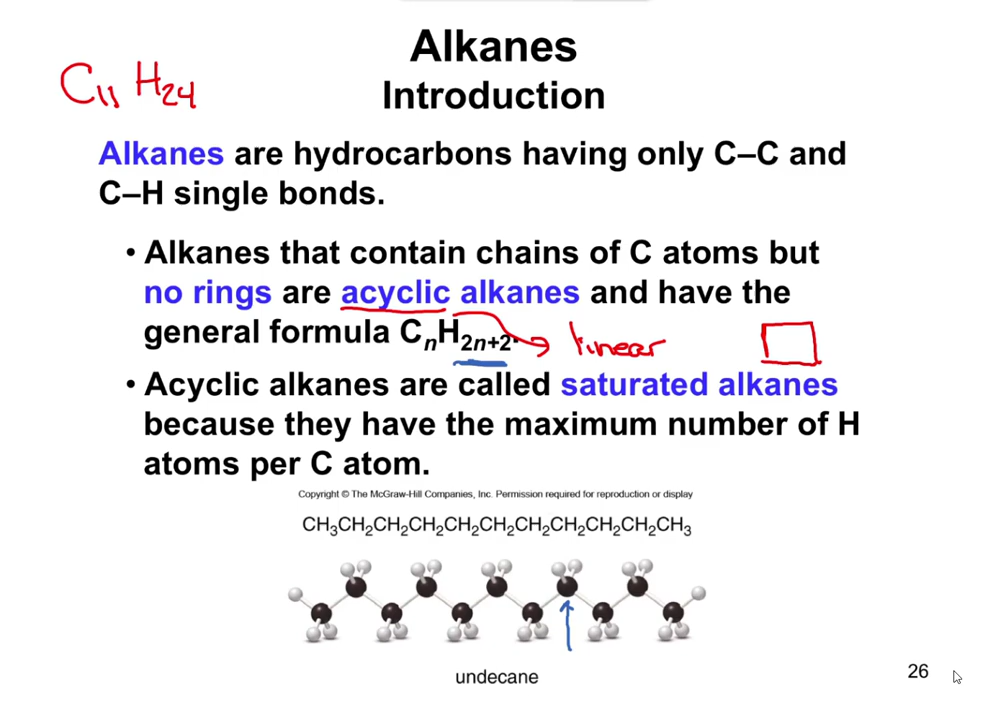 Alkanes
C₁₁H₂₄
Introduction
Alkanes are hydrocarbons having only C–C and
C–H single bonds.
• Alkanes that contain chains of C atoms but
no rings are acyclic alkanes and have the
general formula CₙH₂ₙ₊₂.
linear
• Acyclic alkanes are called saturated alkanes
because they have the maximum number of H
atoms per C atom.
Copyright © The McGraw-Hill Companies, Inc. Permission required for reproduction or display
CH₃CH₂CH₂CH₂CH₂CH₂CH₂CH₂CH₂CH₂CH₃
undecane
26